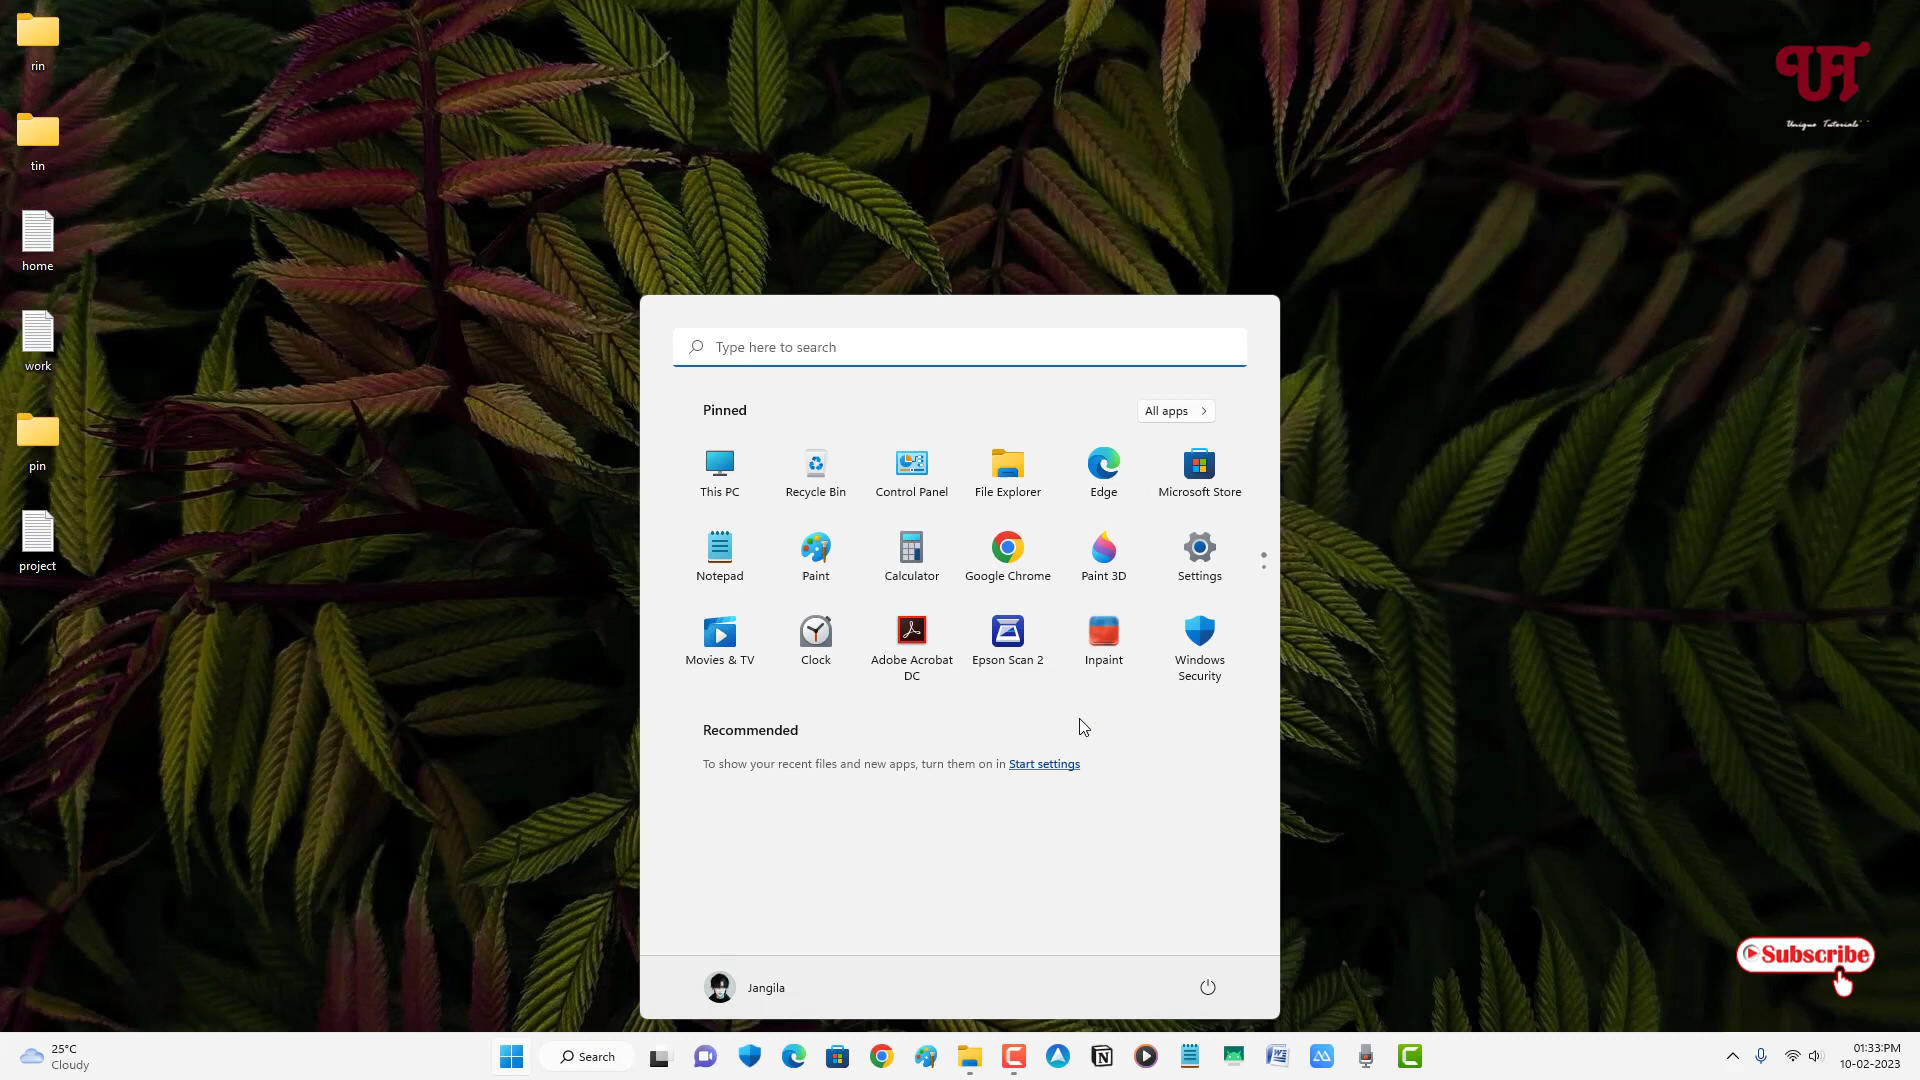 rin
tin
home
work
pin
project
UT
Unique Tutorials
Type here to search
Pinned
All apps
This PC
Recycle Bin
Control Panel
File Explorer
Edge
Microsoft Store
Notepad
Paint
Calculator
Google Chrome
Paint 3D
Settings
Movies & TV
Clock
Adobe Acrobat
DC
Epson Scan 2
Inpaint
Windows
Security
Recommended
To show your recent files and new apps, turn them on in Start settings
Jangila
Subscribe
25°C
Cloudy
Search
01:33:PM
10-02-2023